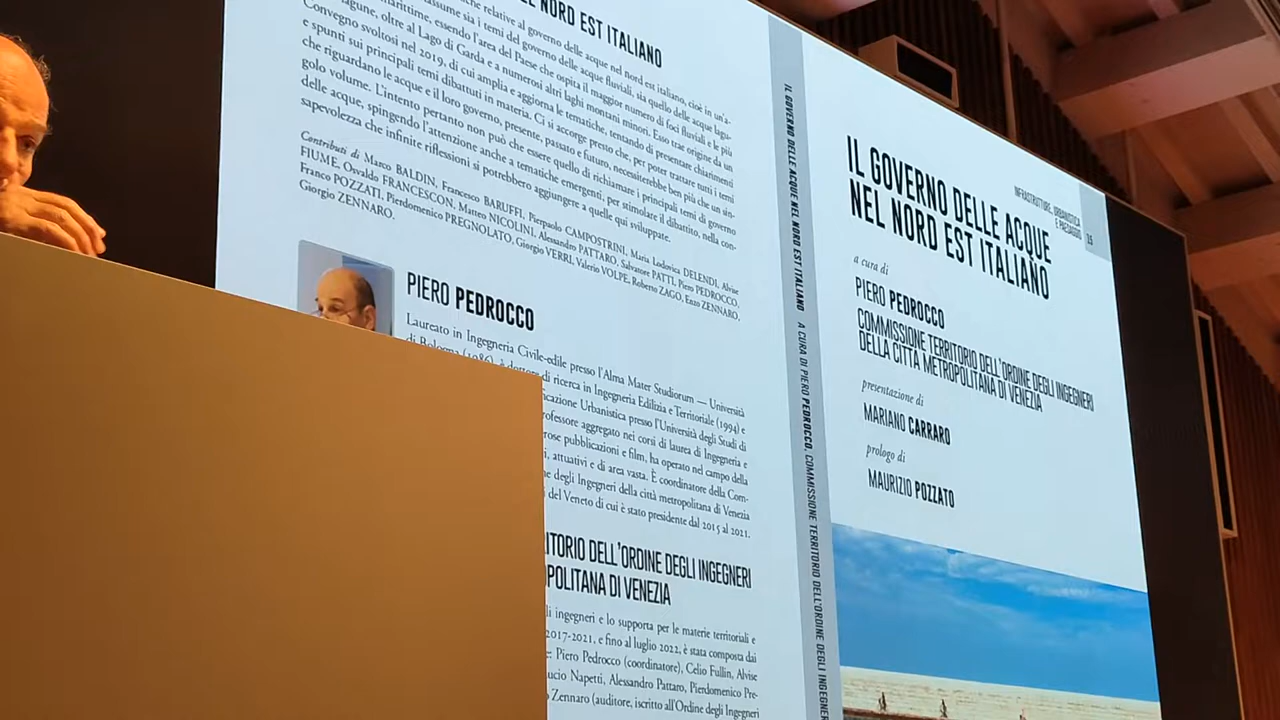 EL NORD EST ITALIANO
che relative al governo delle acque nel nord est italiano, cioè in un'a-
assume sia i temi del governo delle acque fluviali, sia quello delle acque lagu-
marittime, essendo l'area del Paese che ospita il maggior numero di foci fluviali e le più
lagune, oltre al Lago di Garda e a numerosi altri laghi montani minori. Esso trae origine da un
Convegno svoltosi nel 2019, di cui amplia e aggiorna le tematiche, tentando di presentare chiarimenti
e spunti sui principali temi dibattuti in materia. Ci si accorge presto che, per poter trattare tutti i temi
che riguardano le acque e il loro governo, presente, passato e futuro, necessiterebbe ben più che un sin-
golo volume. L'intento pertanto non può che essere quello di richiamare i principali temi di governo
delle acque, spingendo l'attenzione anche a tematiche emergenti, per stimolare il dibattito, nella con-
sapevolezza che infinite riflessioni si potrebbero aggiungere a quelle qui sviluppate.
Contributi di Marco BALDIN, Francesco BARUFFI, Pierpaolo CAMPOSTRINI, Maria Lodovica DELENDI, Alvise
FIUME, Osvaldo FRANCESCON, Matteo NICOLINI, Alessandro PATTARO, Salvatore PATTI, Piero PEDROCCO,
Franco POZZATI, Pierdomenico PREGNOLATO, Giorgio VERRI, Valerio VOLPE, Roberto ZAGO, Enzo ZENNARO,
Giorgio ZENNARO.
PIERO PEDROCCO
Laureato in Ingegneria Civile-edile presso l'Alma Mater Studiorum — Università
di Bologna (1986), è dottore di ricerca in Ingegneria Edilizia e Territoriale (1994) e
icazione Urbanistica presso l'Università degli Studi di
rofessore aggregato nei corsi di laurea di Ingegneria e
rose pubblicazioni e film, ha operato nel campo della
i, attuativi e di area vasta. È coordinatore della Com-
ne degli Ingegneri della città metropolitana di Venezia
i del Veneto di cui è stato presidente dal 2015 al 2021.
ITORIO DELL'ORDINE DEGLI INGEGNERI
POLITANA DI VENEZIA
li ingegneri e lo supporta per le materie territoriali e
2017-2021, e fino al luglio 2022, è stata composta dai
e: Piero Pedrocco (coordinatore), Celio Fullin, Alvise
ucio Napetti, Alessandro Pattaro, Pierdomenico Pre-
o Zennaro (auditore, iscritto all'Ordine degli Ingegneri
IL GOVERNO DELLE ACQUE NEL NORD EST ITALIANO A CURA DI PIERO PEDROCCO, COMMISSIONE TERRITORIO DELL'ORDINE DEGLI INGEGNER
INFRASTRUTTURE, URBANISTICA
E PAESAGGIO
15
IL GOVERNO DELLE ACQUE
NEL NORD EST ITALIANO
a cura di
PIERO PEDROCCO
COMMISSIONE TERRITORIO DELL'ORDINE DEGLI INGEGNERI
DELLA CITTÀ METROPOLITANA DI VENEZIA
presentazione di
MARIANO CARRARO
prologo di
MAURIZIO POZZATO